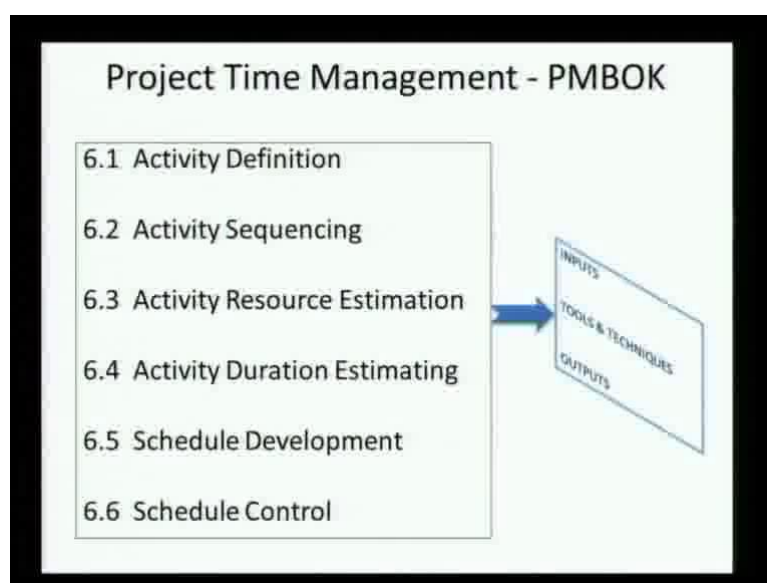 Project Time Management - PMBOK
6.1 Activity Definition
6.2 Activity Sequencing
6.3 Activity Resource Estimation
6.4 Activity Duration Estimating
6.5 Schedule Development
6.6 Schedule Control
INPUTS
TOOLS & TECHNIQUES
OUTPUTS